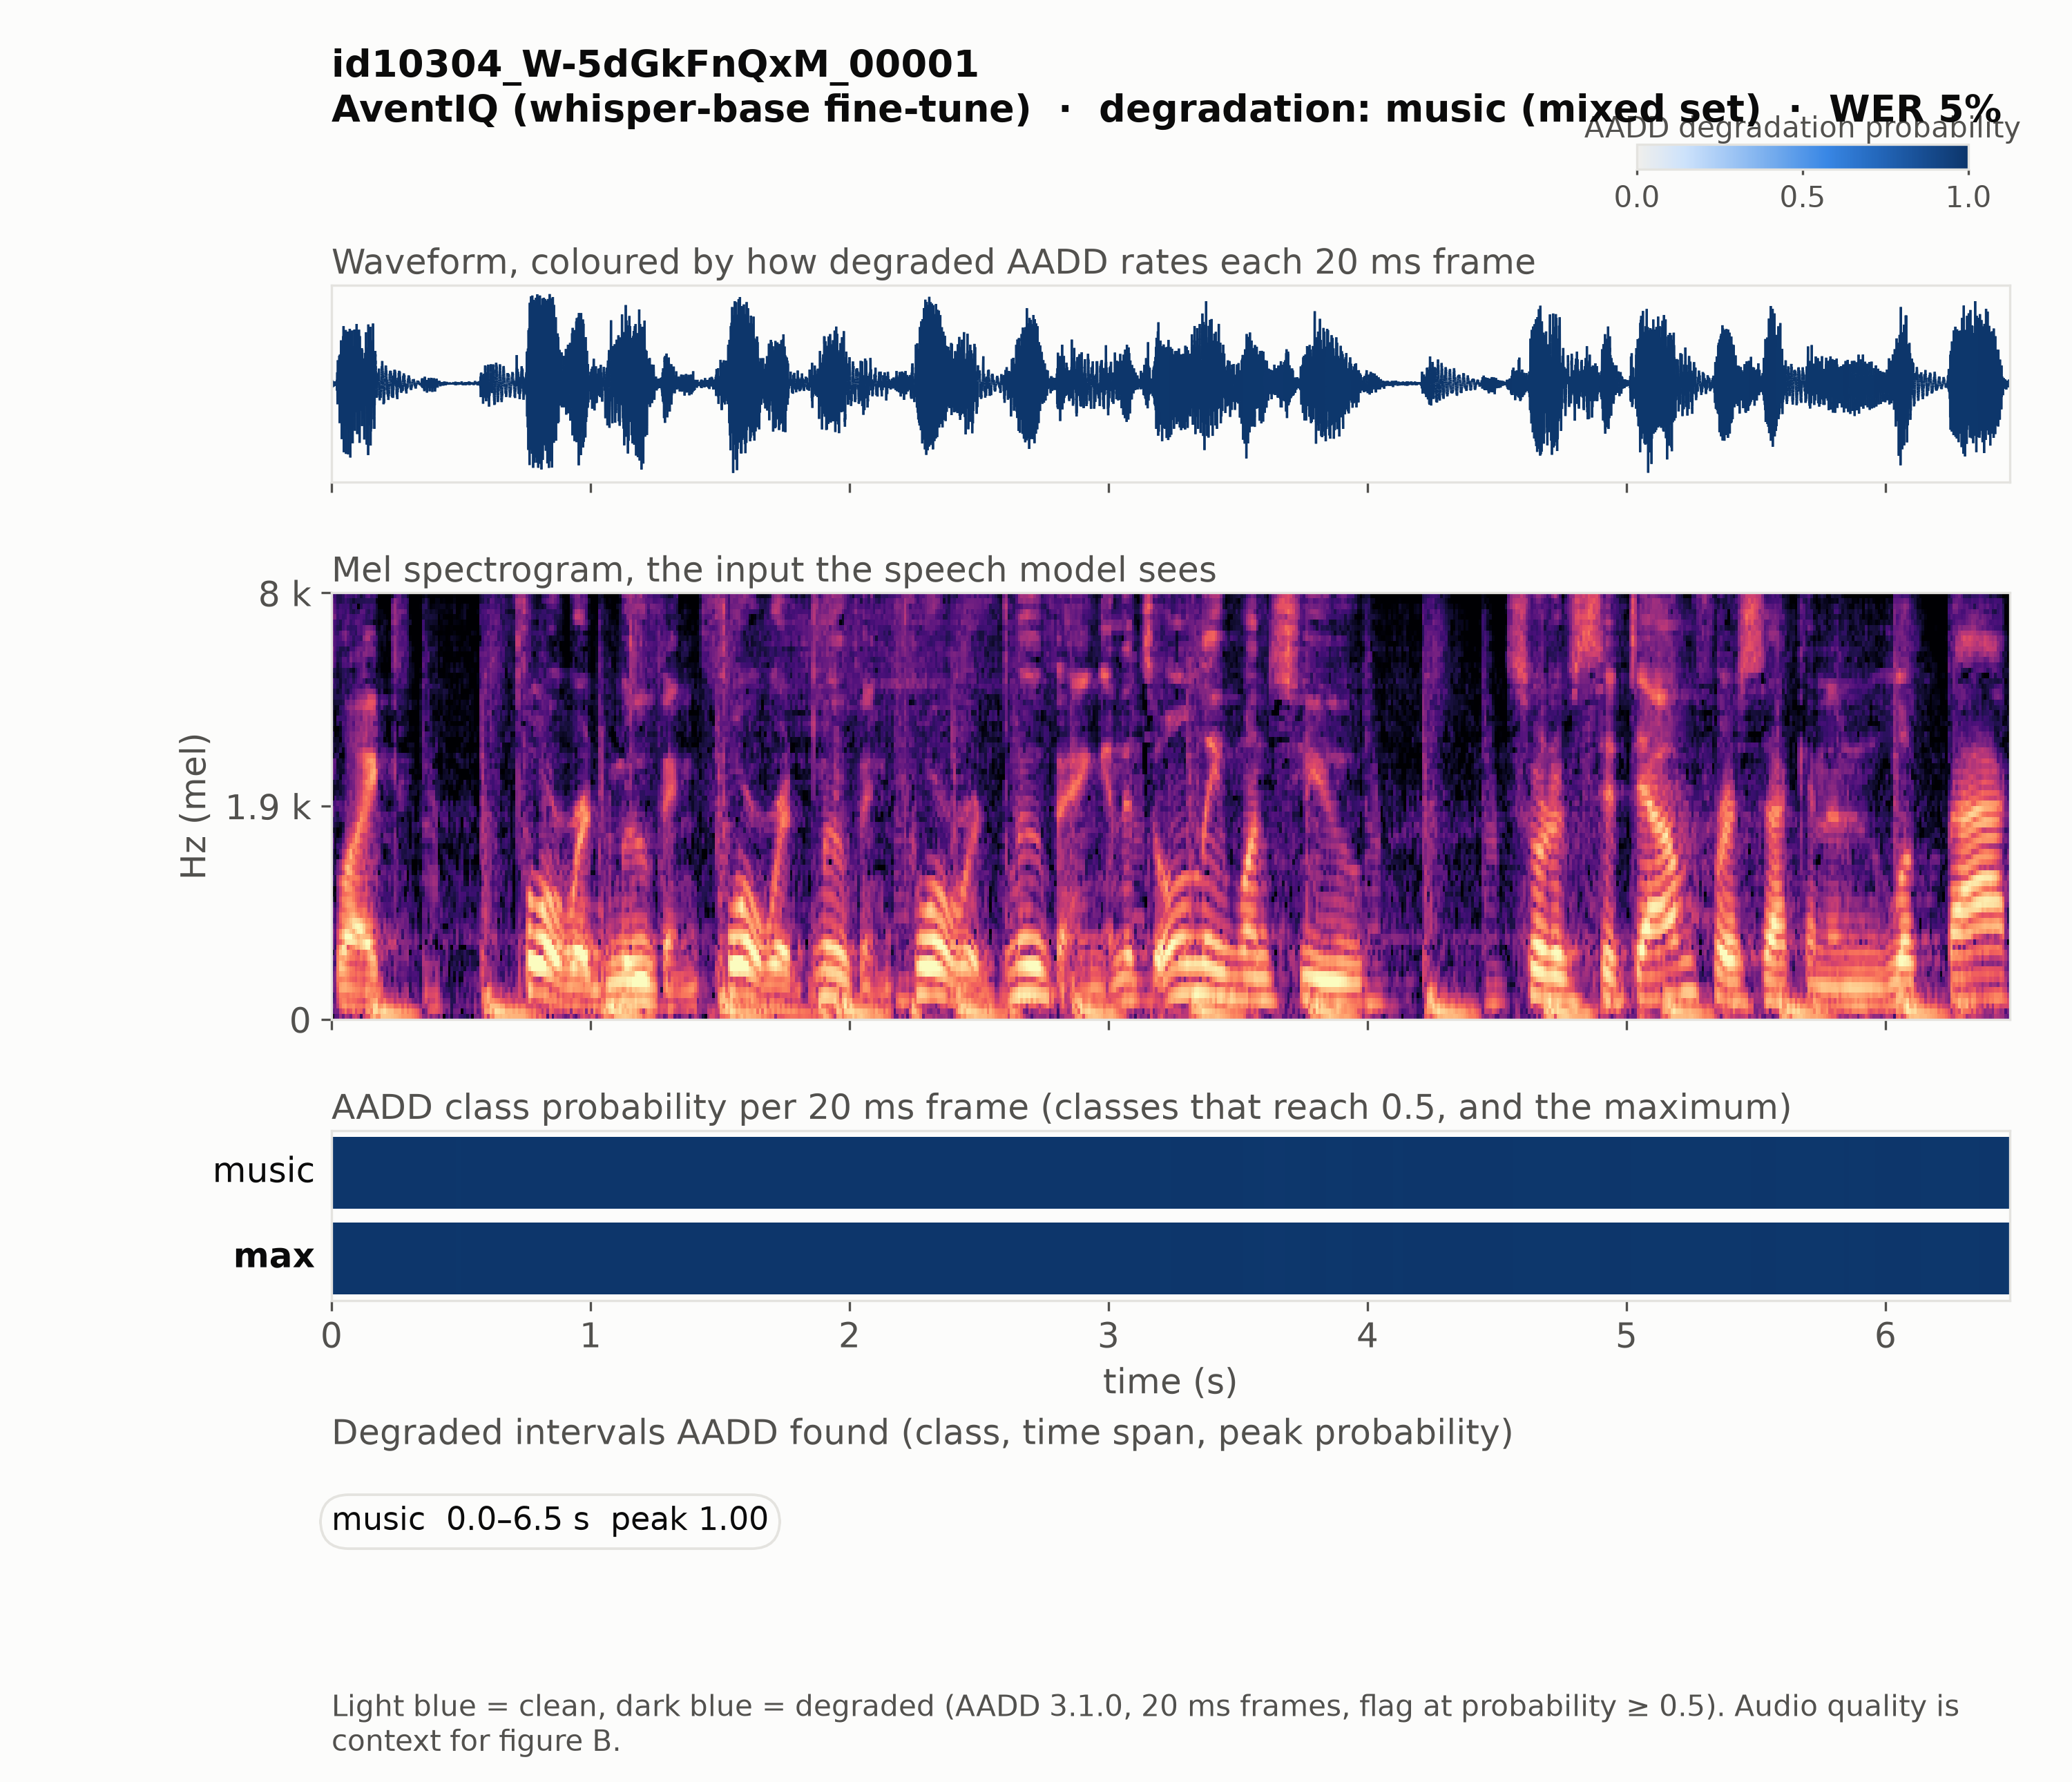 id10304_W-5dGkFnQxM_00001
AventIQ (whisper-base fine-tune)  ·  degradation: music (mixed set)  ·  WER 5%
AADD degradation probability
0.0 0.5 1.0
Waveform, coloured by how degraded AADD rates each 20 ms frame
Mel spectrogram, the input the speech model sees
8 k
1.9 k
0
Hz (mel)
AADD class probability per 20 ms frame (classes that reach 0.5, and the maximum)
music
max
0 1 2 3 4 5 6
time (s)
Degraded intervals AADD found (class, time span, peak probability)
music  0.0–6.5 s  peak 1.00
Light blue = clean, dark blue = degraded (AADD 3.1.0, 20 ms frames, flag at probability ≥ 0.5). Audio quality is
context for figure B.